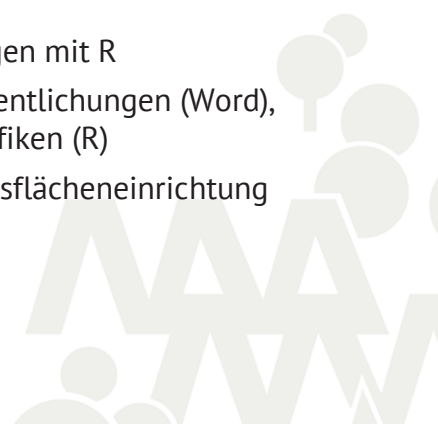 gen mit R
entlichungen (Word),
fiken (R)
sflächeneinrichtung